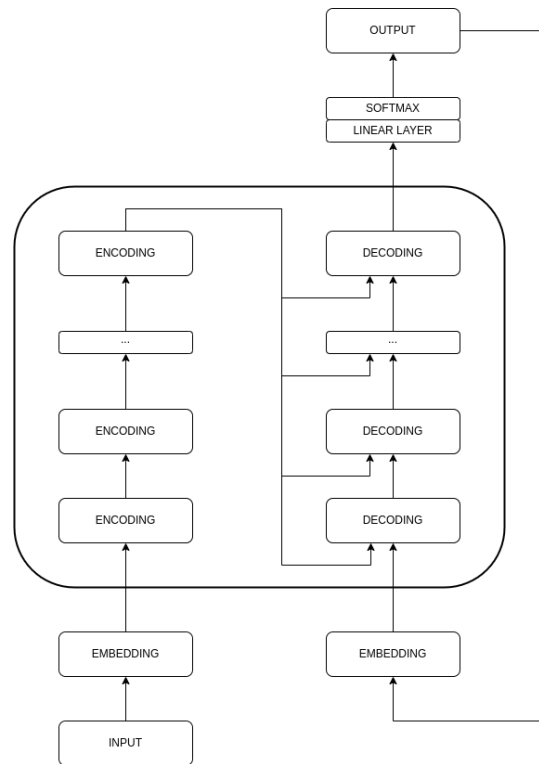 OUTPUT
SOFTMAX
LINEAR LAYER
ENCODING
DECODING
...
...
ENCODING
DECODING
ENCODING
DECODING
EMBEDDING
EMBEDDING
INPUT